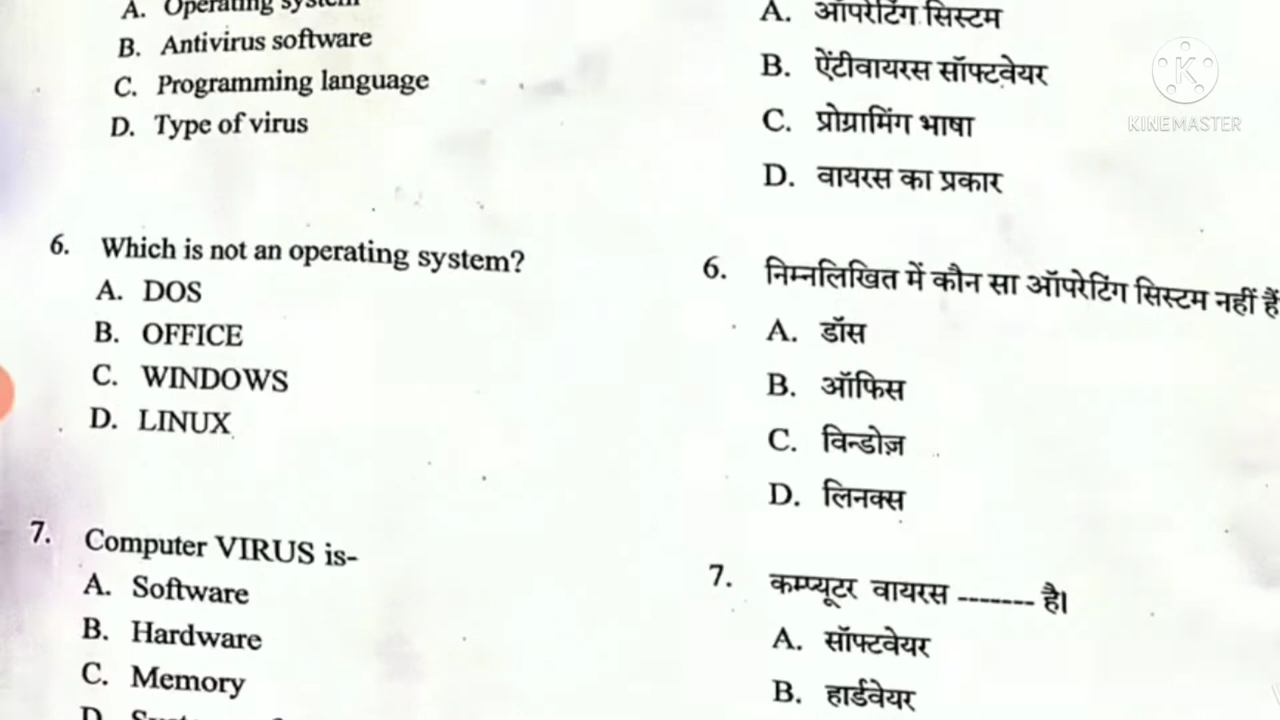 A. Operating system
B. Antivirus software
C. Programming language
D. Type of virus
6. Which is not an operating system?
A. DOS
B. OFFICE
C. WINDOWS
D. LINUX
7. Computer VIRUS is-
A. Software
B. Hardware
C. Memory
D.
A. ऑपरेटिंग सिस्टम
B. ऐंटीवायरस सॉफ्टवेयर
C. प्रोग्रामिंग भाषा
D. वायरस का प्रकार
6. निम्नलिखित में कौन सा ऑपरेटिंग सिस्टम नहीं हैं
A. डॉस
B. ऑफिस
C. विन्डोज़
D. लिनक्स
7. कम्प्यूटर वायरस ------- है।
A. सॉफ्टवेयर
B. हार्डवेयर
K
KINEMASTER